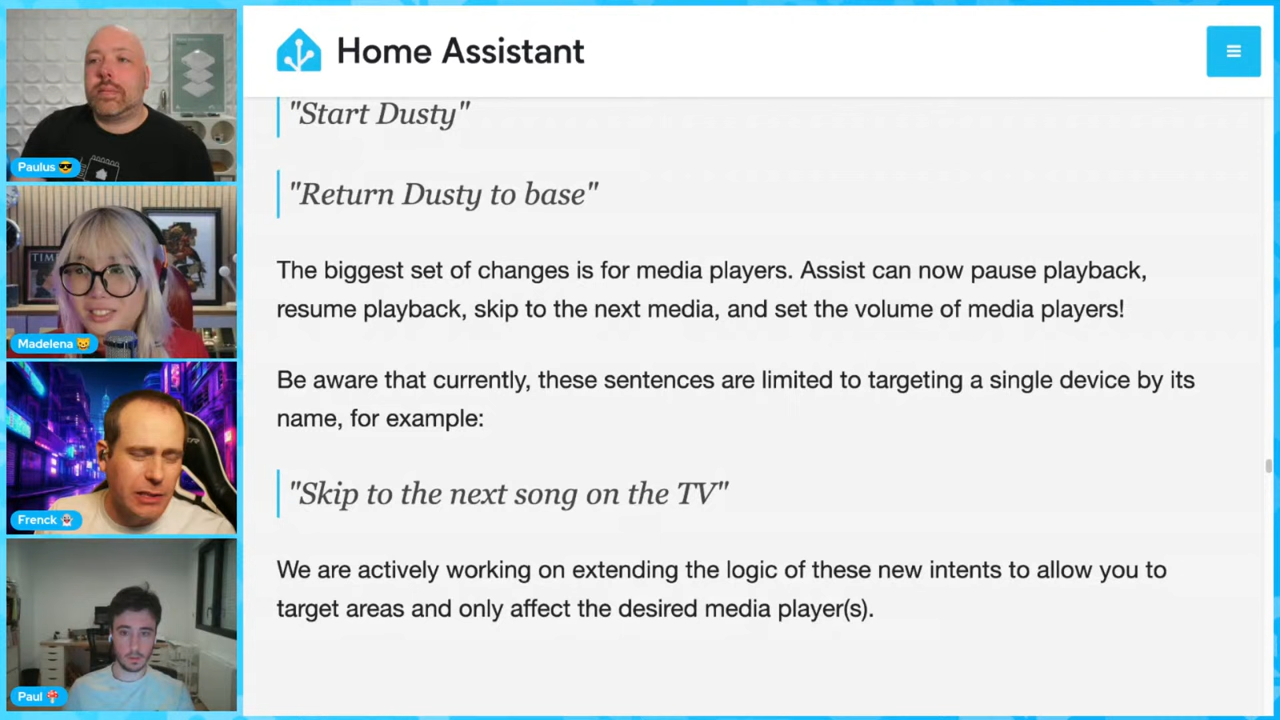 Home Assistant
"Start Dusty"
"Return Dusty to base"
The biggest set of changes is for media players. Assist can now pause playback,
resume playback, skip to the next media, and set the volume of media players!
Be aware that currently, these sentences are limited to targeting a single device by its
name, for example:
"Skip to the next song on the TV"
We are actively working on extending the logic of these new intents to allow you to
target areas and only affect the desired media player(s).
Paulus 😎
TIM
Madelena 😺
Frenck 👻
Paul 🍄